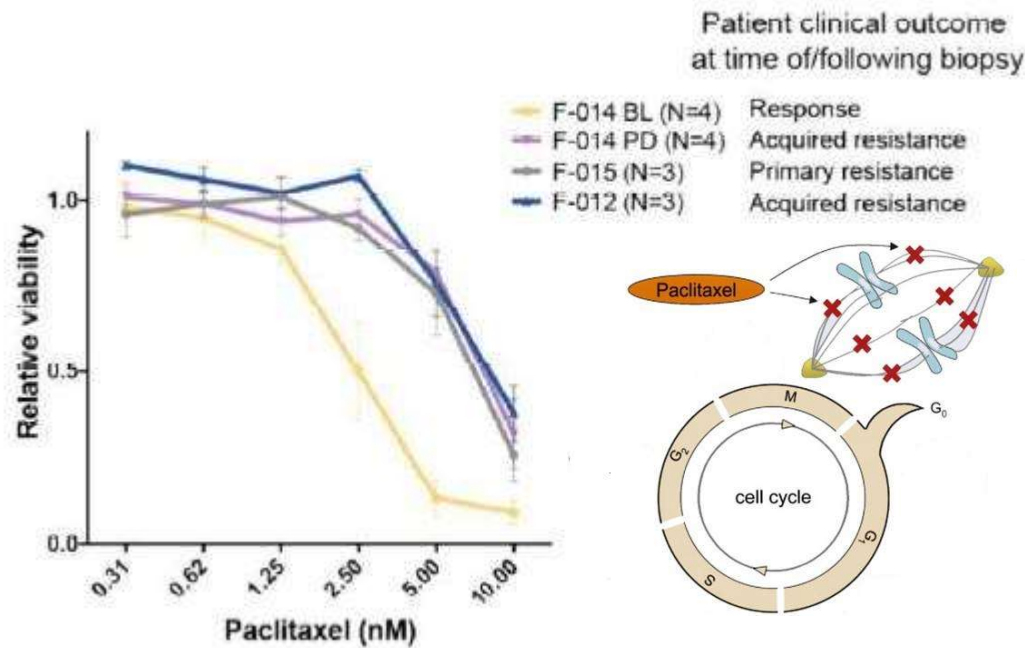 Patient clinical outcome
at time of/following biopsy
F-014 BL (N=4) Response
F-014 PD (N=4) Acquired resistance
F-015 (N=3) Primary resistance
F-012 (N=3) Acquired resistance
Relative viability
1.0
0.5
0.0
0.31
0.62
1.25
2.50
5.00
10.00
Paclitaxel (nM)
Paclitaxel
M
G0
G2
cell cycle
G1
S